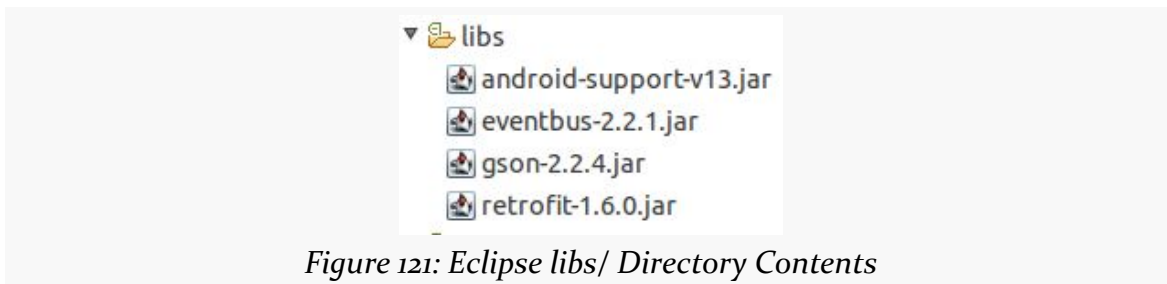 libs
android-support-v13.jar
eventbus-2.2.1.jar
gson-2.2.4.jar
retrofit-1.6.0.jar
Figure 121: Eclipse libs/ Directory Contents